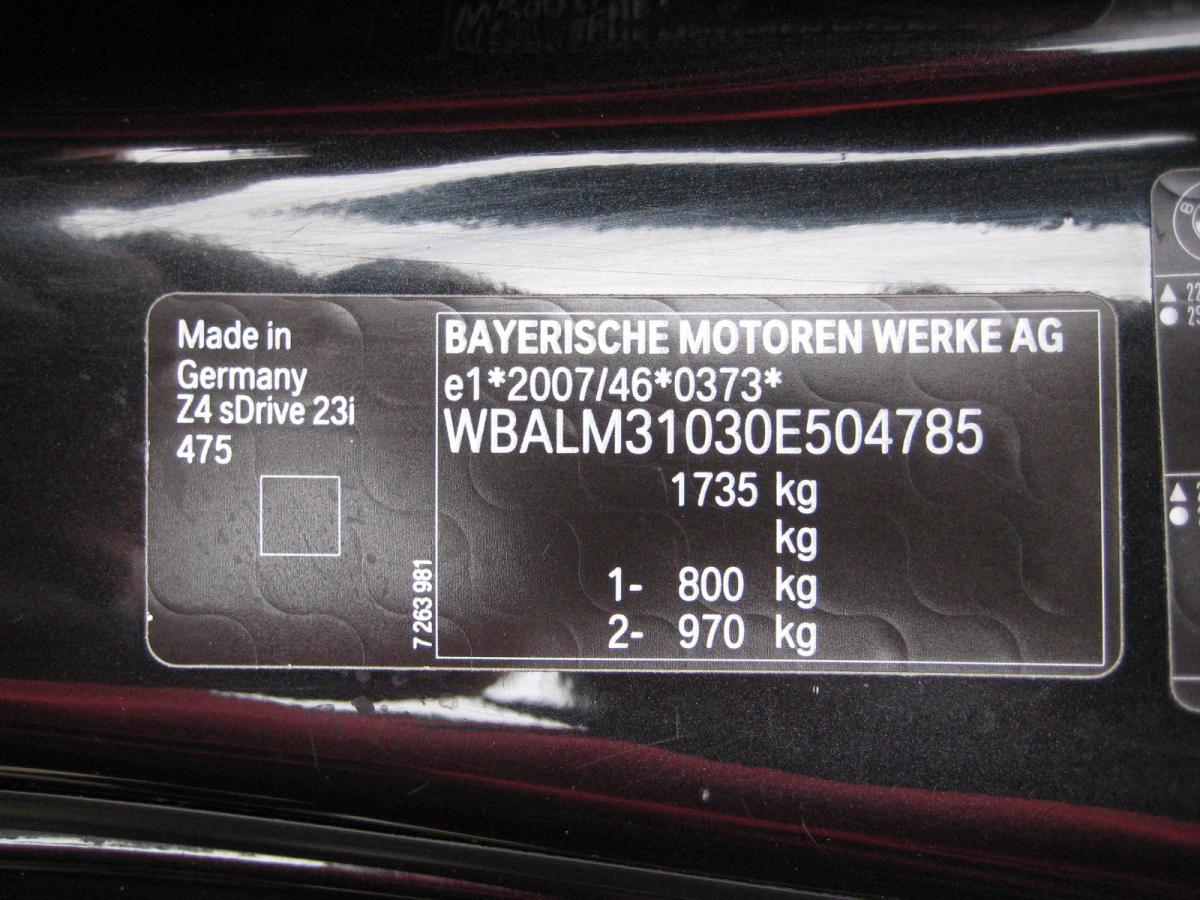 Made in
Germany
Z4 sDrive 23i
475
7 263 981
BAYERISCHE MOTOREN WERKE AG
e1*2007/46*0373*
WBALM31030E504785
1735 kg
kg
1- 800 kg
2- 970 kg
B
22